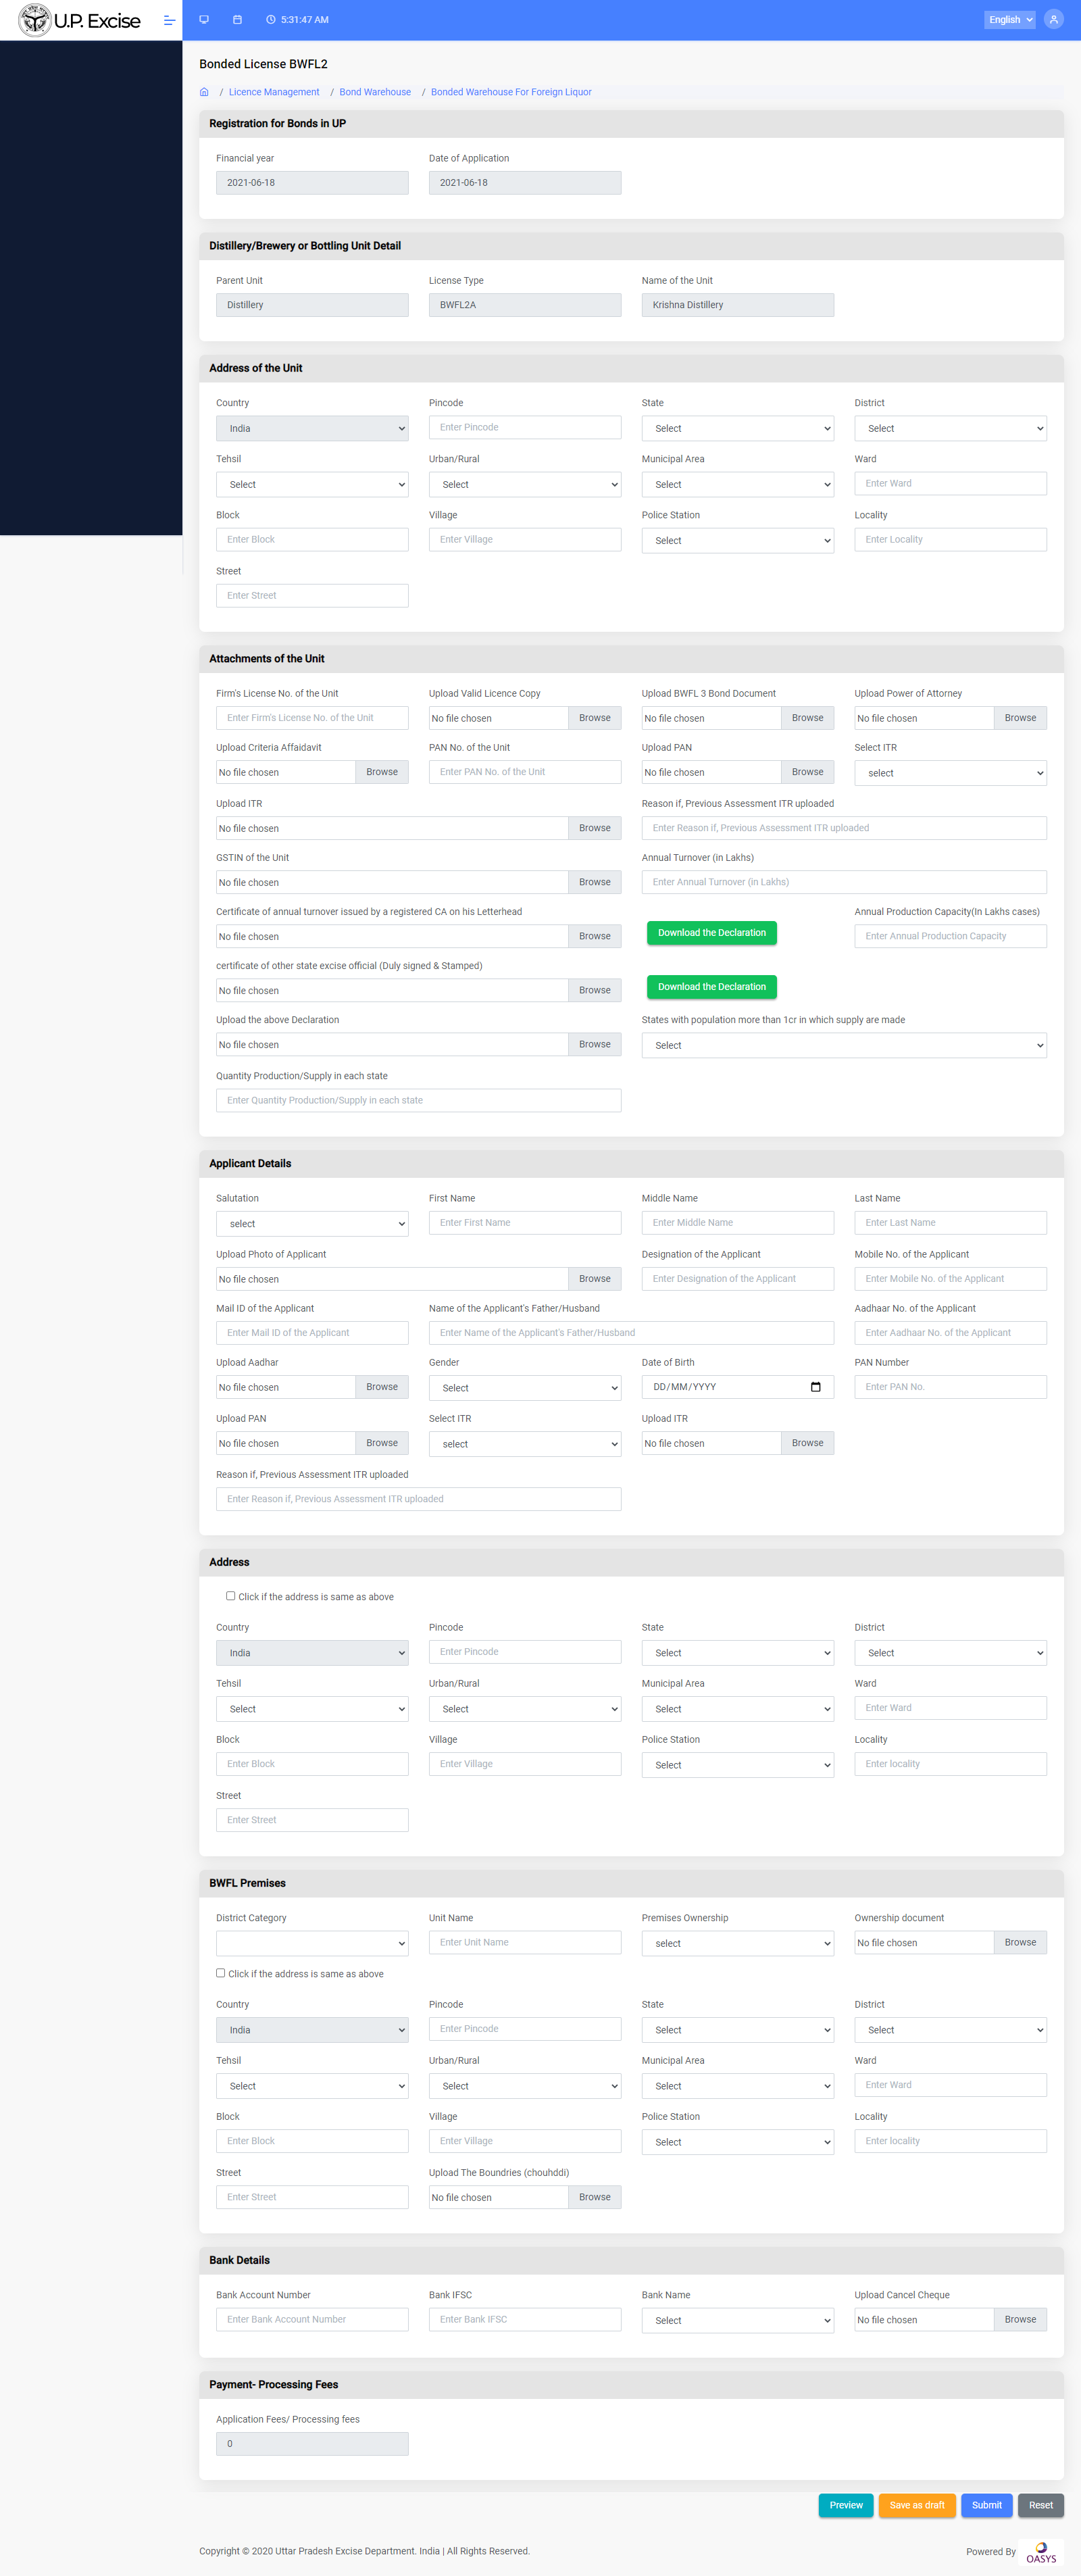 U.P. Excise
5:31:47 AM
English
Bonded License BWFL2
/ Licence Management / Bond Warehouse / Bonded Warehouse For Foreign Liquor
Registration for Bonds in UP
Financial year Date of Application
2021-06-18 2021-06-18
Distillery/Brewery or Bottling Unit Detail
Parent Unit License Type Name of the Unit
Distillery BWFL2A Krishna Distillery
Address of the Unit
Country Pincode State District
India Enter Pincode Select Select
Tehsil Urban/Rural Municipal Area Ward
Select Select Select Enter Ward
Block Village Police Station Locality
Enter Block Enter Village Select Enter Locality
Street
Enter Street
Attachments of the Unit
Firm's License No. of the Unit Upload Valid Licence Copy Upload BWFL 3 Bond Document Upload Power of Attorney
Enter Firm's License No. of the Unit No file chosen Browse No file chosen Browse No file chosen Browse
Upload Criteria Affaidavit PAN No. of the Unit Upload PAN Select ITR
No file chosen Browse Enter PAN No. of the Unit No file chosen Browse select
Upload ITR Reason if, Previous Assessment ITR uploaded
No file chosen Browse Enter Reason if, Previous Assessment ITR uploaded
GSTIN of the Unit Annual Turnover (in Lakhs)
No file chosen Browse Enter Annual Turnover (in Lakhs)
Certificate of annual turnover issued by a registered CA on his Letterhead Annual Production Capacity(In Lakhs cases)
No file chosen Browse Download the Declaration Enter Annual Production Capacity
certificate of other state excise official (Duly signed & Stamped)
No file chosen Browse Download the Declaration
Upload the above Declaration States with population more than 1cr in which supply are made
No file chosen Browse Select
Quantity Production/Supply in each state
Enter Quantity Production/Supply in each state
Applicant Details
Salutation First Name Middle Name Last Name
select Enter First Name Enter Middle Name Enter Last Name
Upload Photo of Applicant Designation of the Applicant Mobile No. of the Applicant
No file chosen Browse Enter Designation of the Applicant Enter Mobile No. of the Applicant
Mail ID of the Applicant Name of the Applicant's Father/Husband Aadhaar No. of the Applicant
Enter Mail ID of the Applicant Enter Name of the Applicant's Father/Husband Enter Aadhaar No. of the Applicant
Upload Aadhar Gender Date of Birth PAN Number
No file chosen Browse Select DD/MM/YYYY Enter PAN No.
Upload PAN Select ITR Upload ITR
No file chosen Browse select No file chosen Browse
Reason if, Previous Assessment ITR uploaded
Enter Reason if, Previous Assessment ITR uploaded
Address
Click if the address is same as above
Country Pincode State District
India Enter Pincode Select Select
Tehsil Urban/Rural Municipal Area Ward
Select Select Select Enter Ward
Block Village Police Station Locality
Enter Block Enter Village Select Enter locality
Street
Enter Street
BWFL Premises
District Category Unit Name Premises Ownership Ownership document
Enter Unit Name select No file chosen Browse
Click if the address is same as above
Country Pincode State District
India Enter Pincode Select Select
Tehsil Urban/Rural Municipal Area Ward
Select Select Select Enter Ward
Block Village Police Station Locality
Enter Block Enter Village Select Enter locality
Street Upload The Boundries (chouhddi)
Enter Street No file chosen Browse
Bank Details
Bank Account Number Bank IFSC Bank Name Upload Cancel Cheque
Enter Bank Account Number Enter Bank IFSC Select No file chosen Browse
Payment- Processing Fees
Application Fees/ Processing fees
0
Preview Save as draft Submit Reset
Copyright © 2020 Uttar Pradesh Excise Department. India | All Rights Reserved. Powered By OASYS